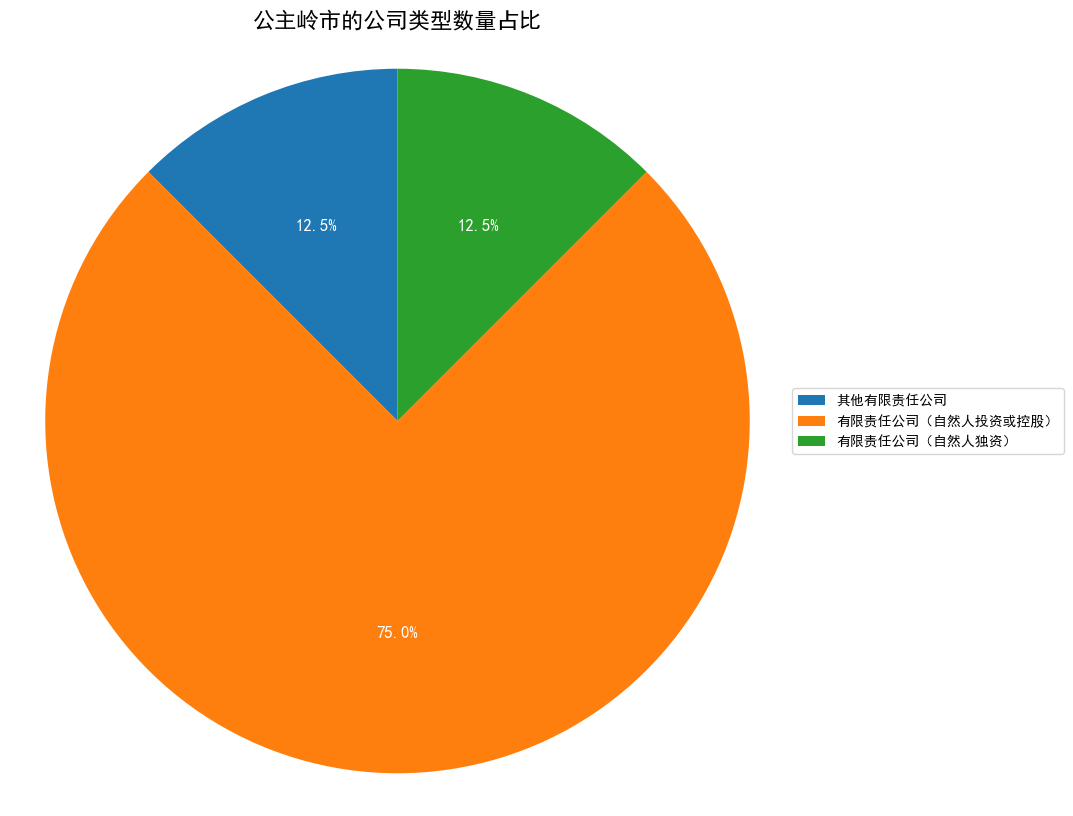 公主岭市的公司类型数量占比
12.5%
12.5%
75.0%
其他有限责任公司
有限责任公司（自然人投资或控股）
有限责任公司（自然人独资）